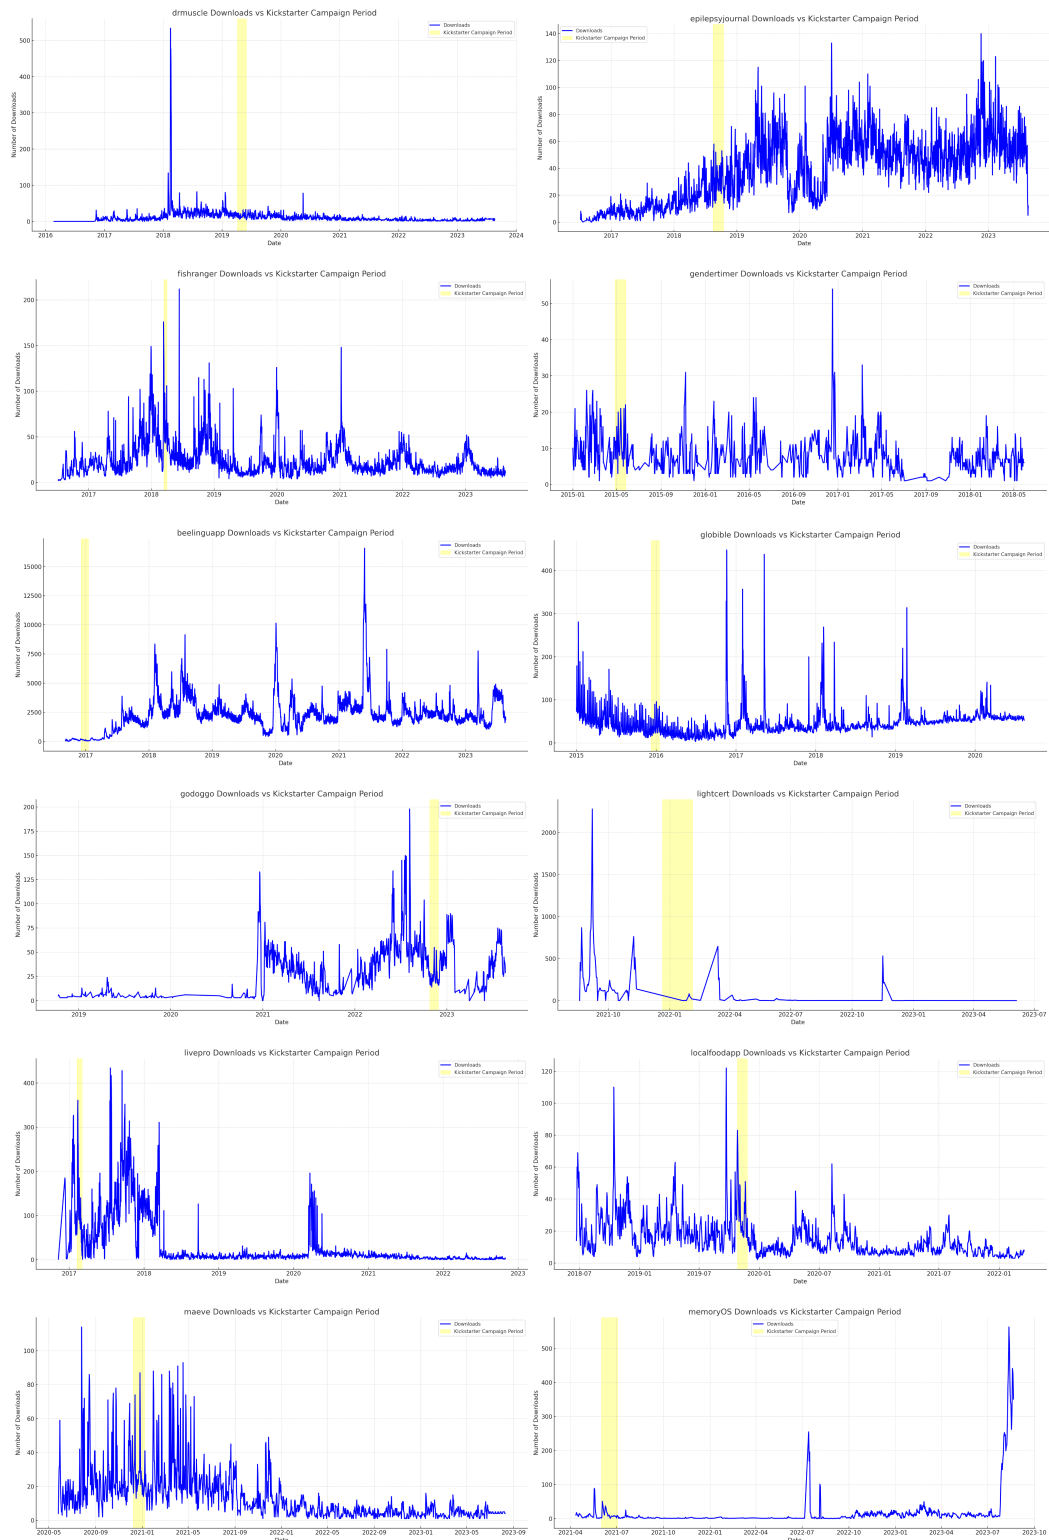 drmuscle Downloads vs Kickstarter Campaign Period
Downloads
Kickstarter Campaign Period
Number of Downloads
500
400
300
200
100
0
2016 2017 2018 2019 2020 2021 2022 2023 2024
Date
epilepsyjournal Downloads vs Kickstarter Campaign Period
Downloads
Kickstarter Campaign Period
Number of Downloads
140
120
100
80
60
40
20
0
2017 2018 2019 2020 2021 2022 2023
Date
fishranger Downloads vs Kickstarter Campaign Period
Downloads
Kickstarter Campaign Period
Number of Downloads
200
150
100
50
0
2017 2018 2019 2020 2021 2022 2023
Date
gendertimer Downloads vs Kickstarter Campaign Period
Downloads
Kickstarter Campaign Period
Number of Downloads
50
40
30
20
10
0
2015-01 2015-05 2015-09 2016-01 2016-05 2016-09 2017-01 2017-05 2017-09 2018-01 2018-05
Date
beelinguapp Downloads vs Kickstarter Campaign Period
Downloads
Kickstarter Campaign Period
Number of Downloads
15000
12500
10000
7500
5000
2500
0
2017 2018 2019 2020 2021 2022 2023
Date
globible Downloads vs Kickstarter Campaign Period
Downloads
Kickstarter Campaign Period
Number of Downloads
400
300
200
100
0
2015 2016 2017 2018 2019 2020
Date
godoggo Downloads vs Kickstarter Campaign Period
Downloads
Kickstarter Campaign Period
Number of Downloads
200
175
150
125
100
75
50
25
0
2019 2020 2021 2022 2023
Date
lightcert Downloads vs Kickstarter Campaign Period
Downloads
Kickstarter Campaign Period
Number of Downloads
2000
1500
1000
500
0
2021-10 2022-01 2022-04 2022-07 2022-10 2023-01 2023-04 2023-07
Date
livepro Downloads vs Kickstarter Campaign Period
Downloads
Kickstarter Campaign Period
Number of Downloads
400
300
200
100
0
2017 2018 2019 2020 2021 2022 2023
Date
localfoodapp Downloads vs Kickstarter Campaign Period
Downloads
Kickstarter Campaign Period
Number of Downloads
120
100
80
60
40
20
0
2018-07 2019-01 2019-07 2020-01 2020-07 2021-01 2021-07 2022-01
Date
maeve Downloads vs Kickstarter Campaign Period
Downloads
Kickstarter Campaign Period
Number of Downloads
100
80
60
40
20
0
2020-05 2020-09 2021-01 2021-05 2021-09 2022-01 2022-05 2022-09 2023-01 2023-05 2023-09
Date
memoryOS Downloads vs Kickstarter Campaign Period
Downloads
Kickstarter Campaign Period
Number of Downloads
500
400
300
200
100
0
2021-04 2021-07 2021-10 2022-01 2022-04 2022-07 2022-10 2023-01 2023-04 2023-07 2023-10
Date